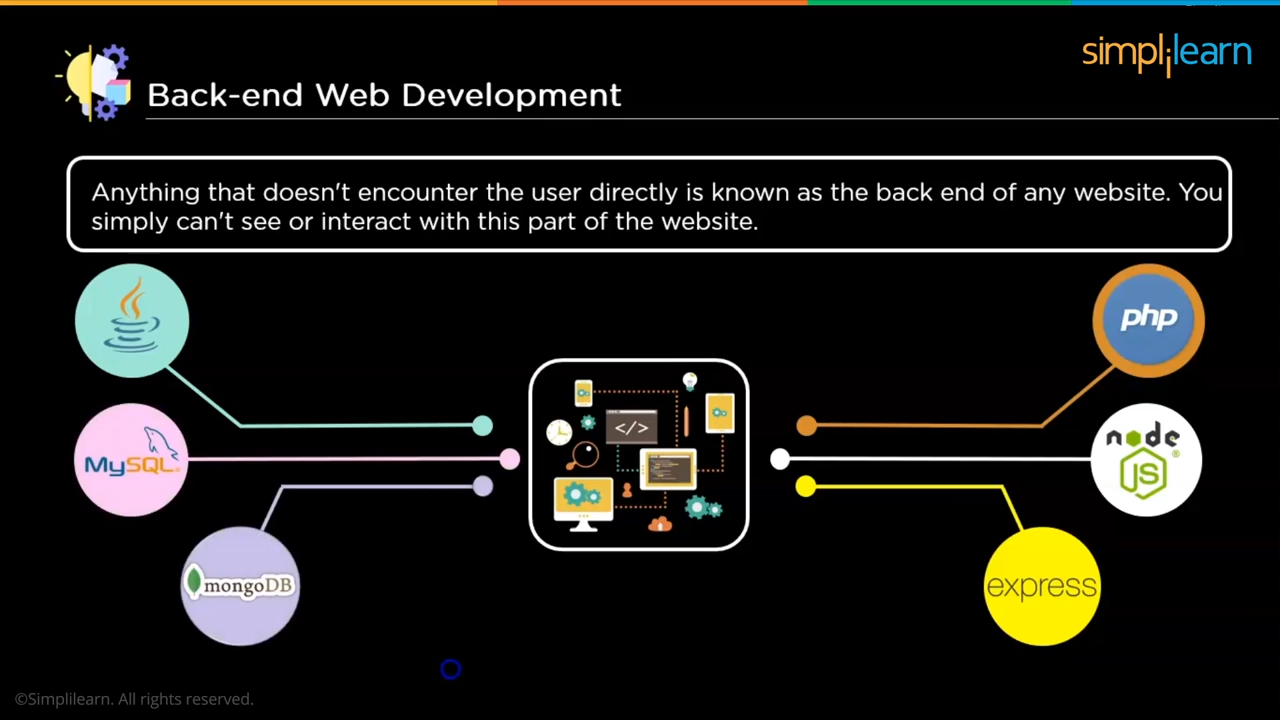 simplilearn
Back-end Web Development
Anything that doesn't encounter the user directly is known as the back end of any website. You
simply can't see or interact with this part of the website.
php
MySQL
node
®
JS
</>
mongoDB
express
©Simplilearn. All rights reserved.